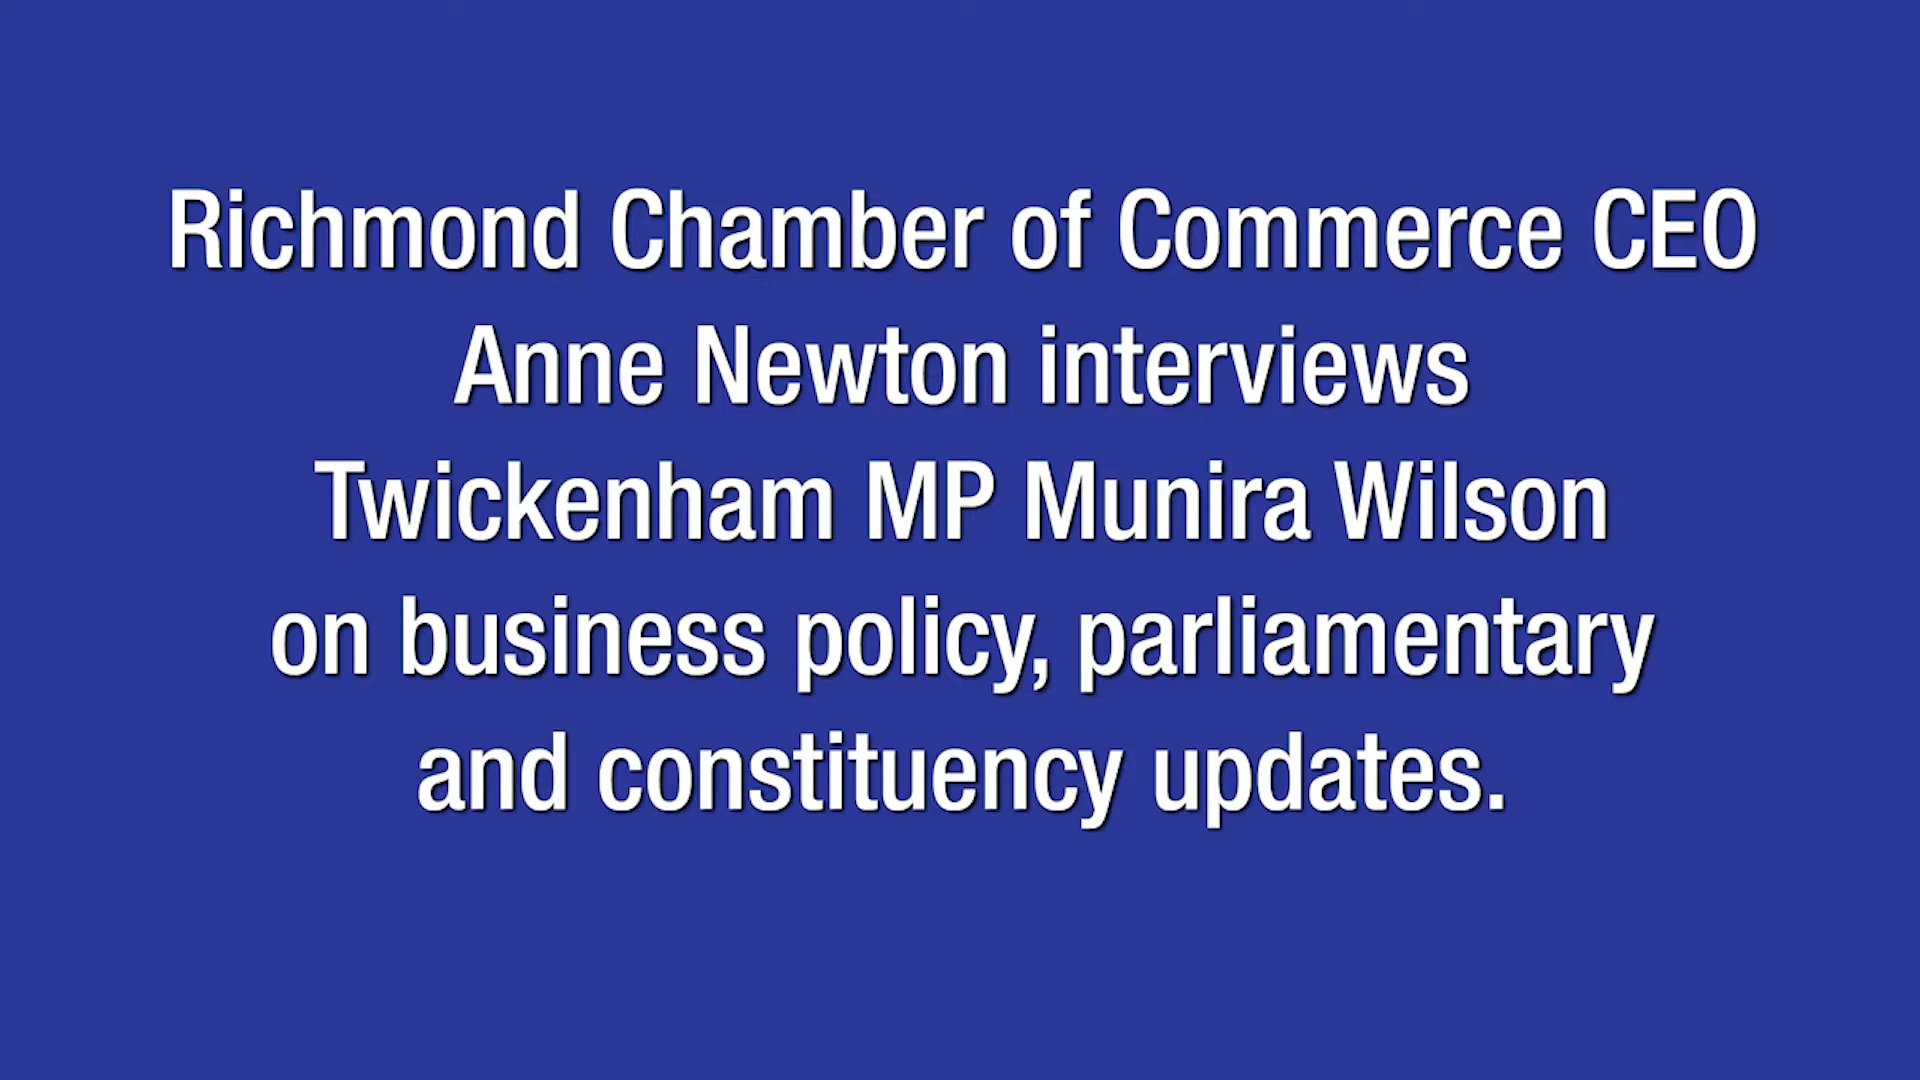 Richmond Chamber of Commerce CEO
Anne Newton interviews
Twickenham MP Munira Wilson
on business policy, parliamentary
and constituency updates.